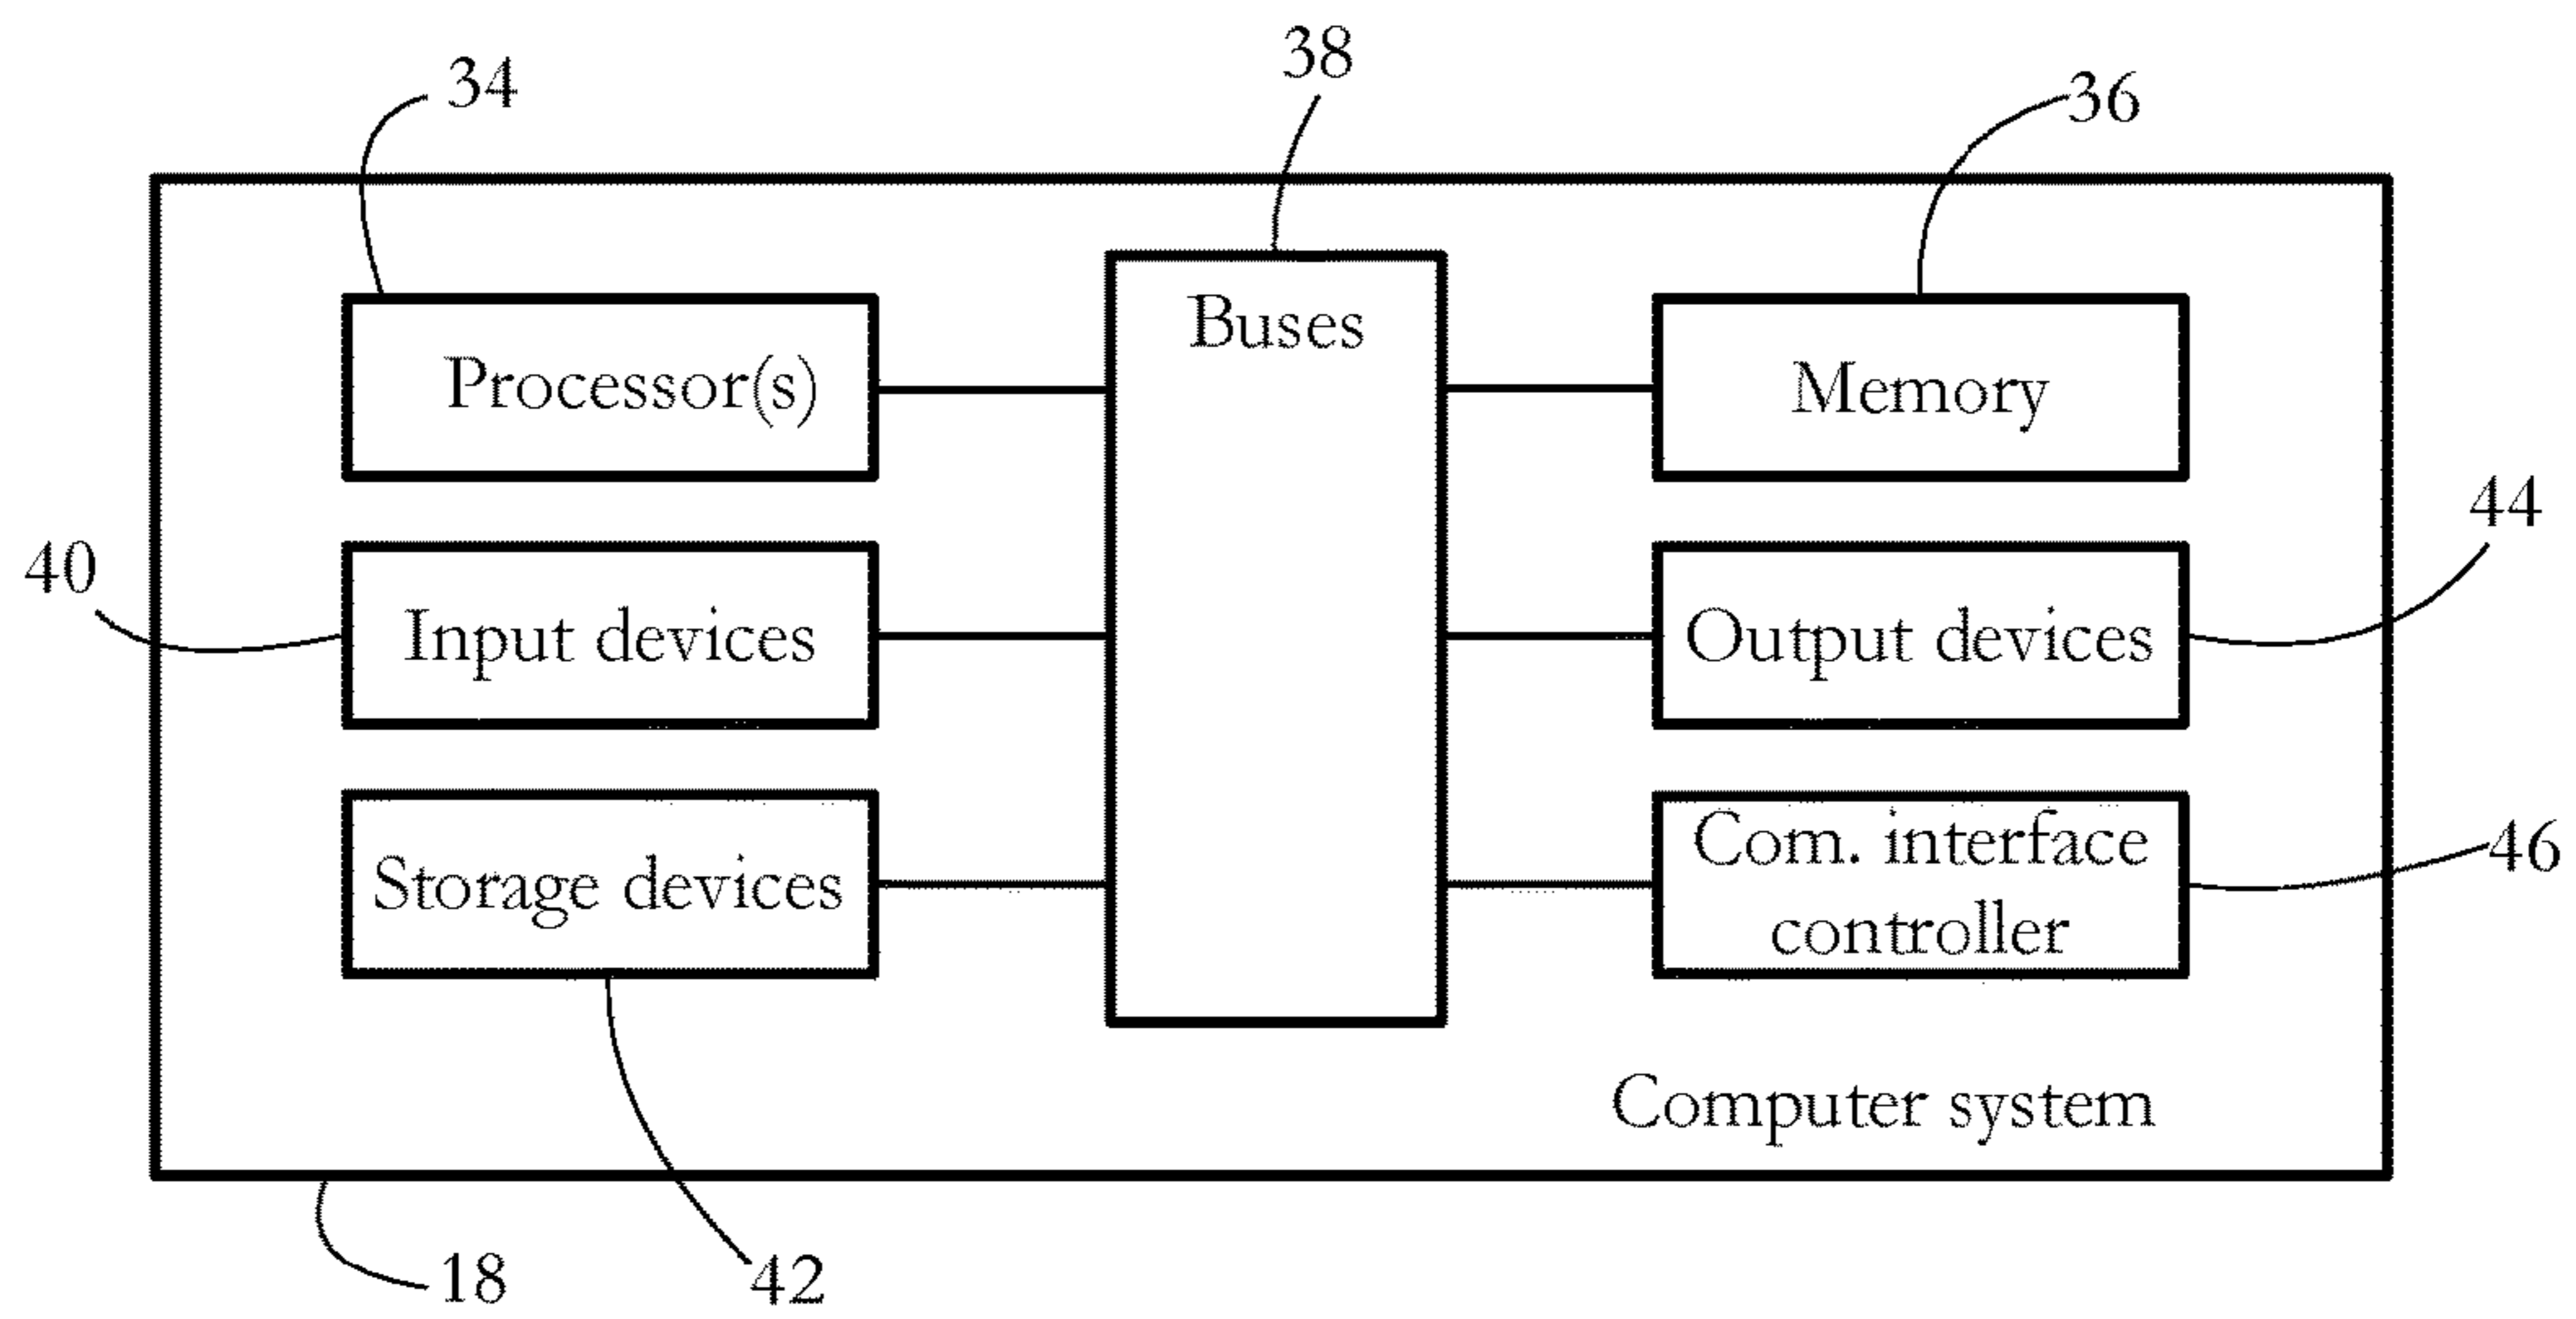 38
34
36
Buses
Processor(s)
Memory
44
40
Input devices
Output devices
Com. interface
controller
46
Storage devices
Computer system
18
42